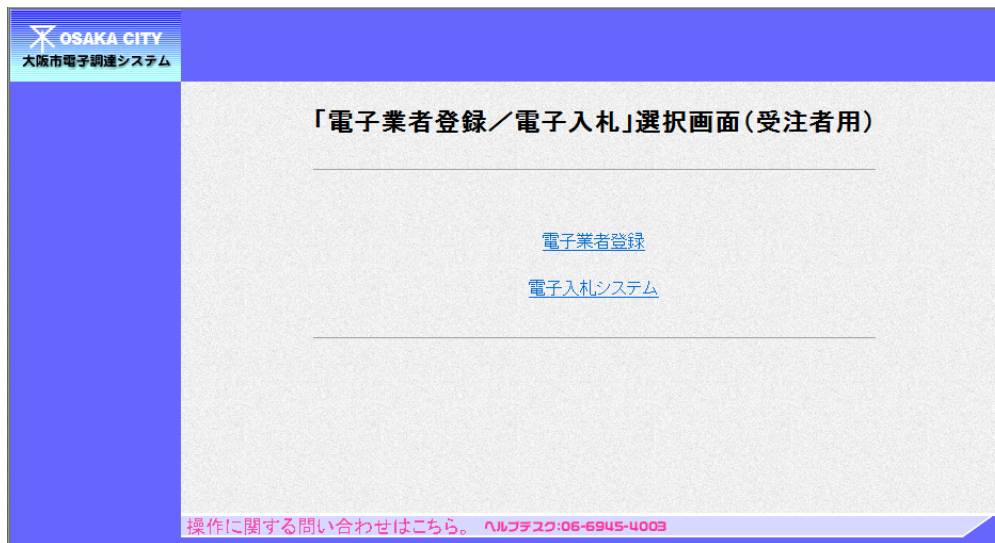 OSAKA CITY
大阪市電子調達システム
「電子業者登録／電子入札」選択画面（受注者用）
電子業者登録
電子入札システム
操作に関する問い合わせはこちら。 ヘルプデスク:06-6945-4003